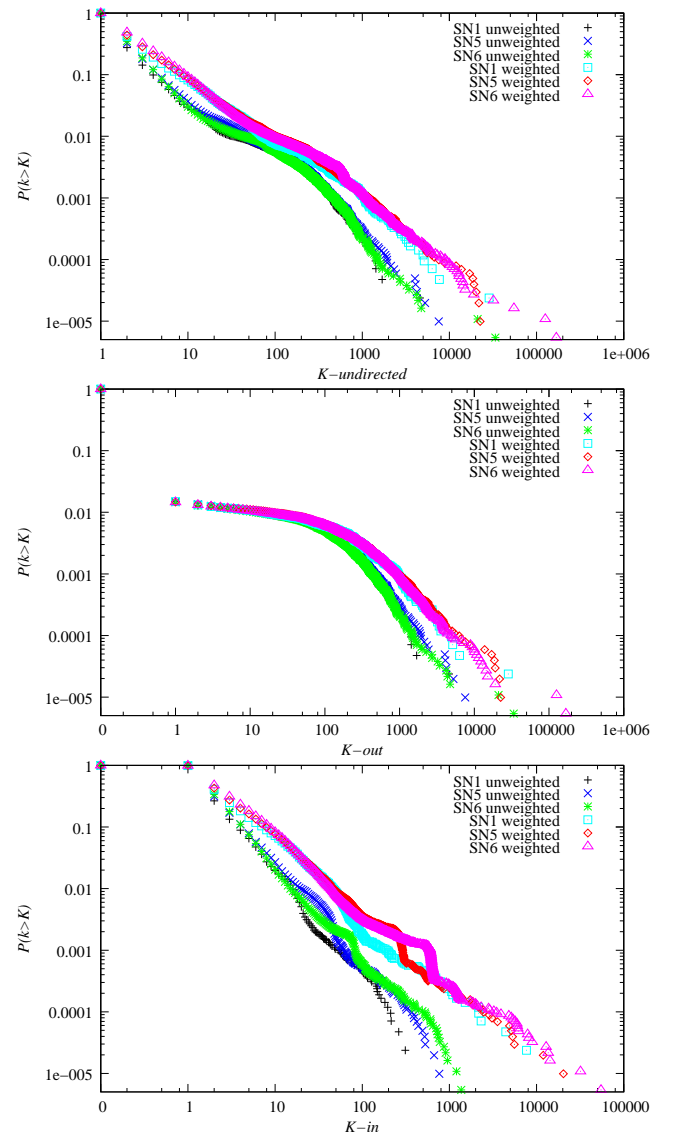 1
0.1
0.01
0.001
0.0001
1e-005
P(k>K)
SN1 unweighted
SN5 unweighted
SN6 unweighted
SN1 weighted
SN5 weighted
SN6 weighted
1 10 100 1000 10000 100000 1e+006
K-undirected
1
0.1
0.01
0.001
0.0001
1e-005
P(k>K)
SN1 unweighted
SN5 unweighted
SN6 unweighted
SN1 weighted
SN5 weighted
SN6 weighted
0 1 10 100 1000 10000 100000 1e+006
K-out
1
0.1
0.01
0.001
0.0001
1e-005
P(k>K)
SN1 unweighted
SN5 unweighted
SN6 unweighted
SN1 weighted
SN5 weighted
SN6 weighted
0 1 10 100 1000 10000 100000
K-in